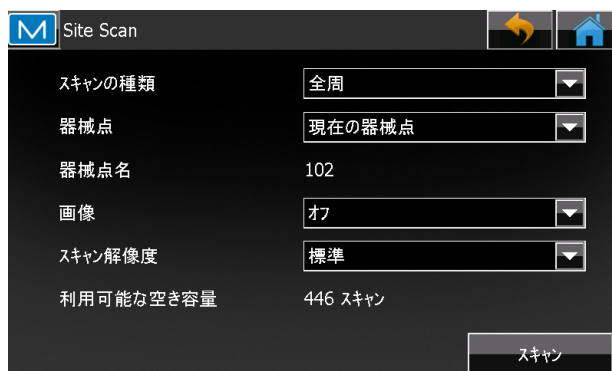 M Site Scan
スキャンの種類 全周
器械点 現在の器械点
器械点名 102
画像 オフ
スキャン解像度 標準
利用可能な空き容量 446 スキャン
スキャン